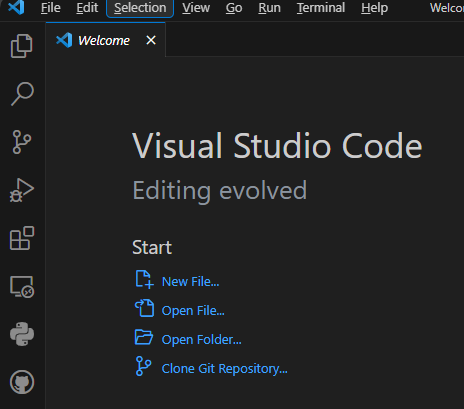 File Edit Selection View Go Run Terminal Help Welco
Welcome
Visual Studio Code
Editing evolved
Start
New File...
Open File...
Open Folder...
Clone Git Repository...